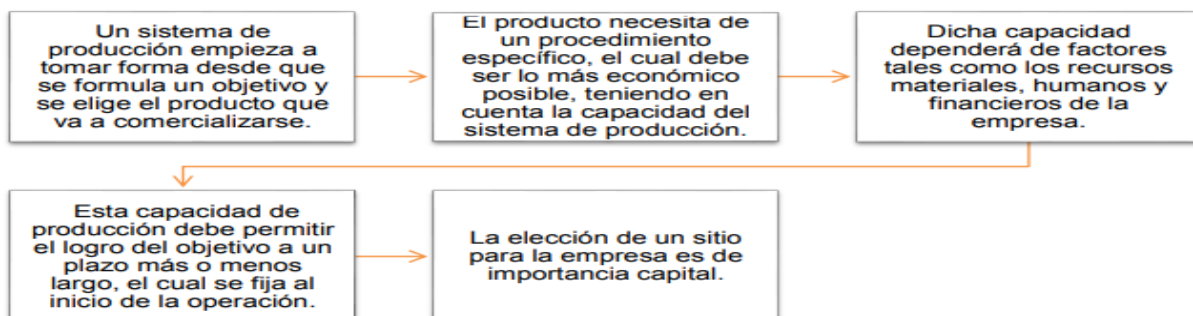 Un sistema de
producción empieza a
tomar forma desde que
se formula un objetivo y
se elige el producto que
va a comercializarse.
El producto necesita de
un procedimiento
específico, el cual debe
ser lo más económico
posible, teniendo en
cuenta la capacidad del
sistema de producción.
Dicha capacidad
dependerá de factores
tales como los recursos
materiales, humanos y
financieros de la
empresa.
Esta capacidad de
producción debe permitir
el logro del objetivo a un
plazo más o menos
largo, el cual se fija al
inicio de la operación.
La elección de un sitio
para la empresa es de
importancia capital.